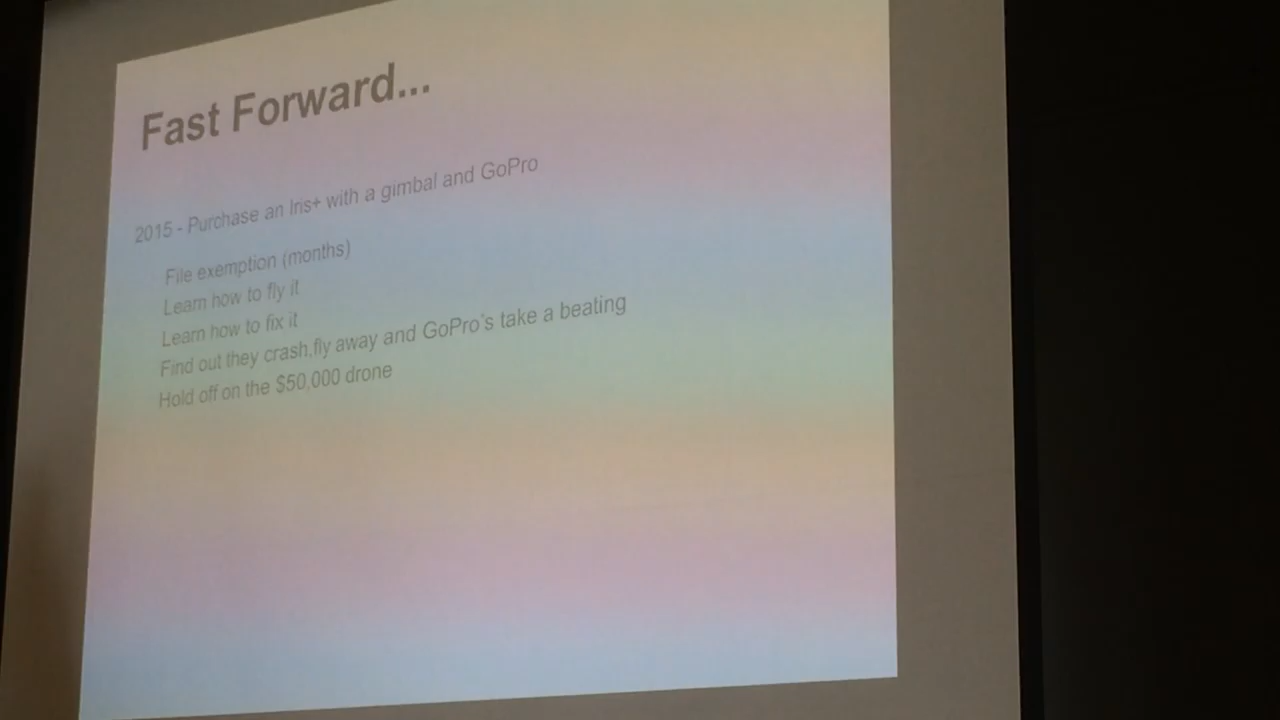 Fast Forward...
2015 - Purchase an Iris+ with a gimbal and GoPro
File exemption (months)
Learn how to fly it
Learn how to fix it
Find out they crash,fly away and GoPro's take a beating
Hold off on the $50,000 drone